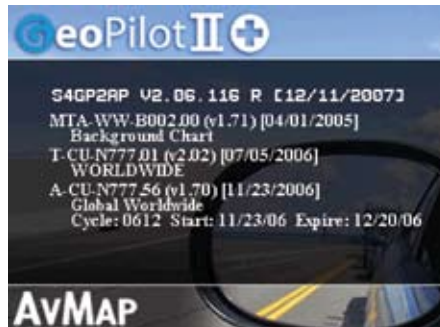 GeoPilot II +
S4GP2AP V2.06.116 R [12/11/2007]
MTA-WW-B002.00 (v1.71) [04/01/2005]
Background Chart
T-CU-N777.01 (v2.02) [07/05/2006]
WORLDWIDE
A-CU-N777.56 (v1.70) [11/23/2006]
Global Worldwide
Cycle: 0612 Start: 11/23/06 Expire: 12/20/06
AVMAP